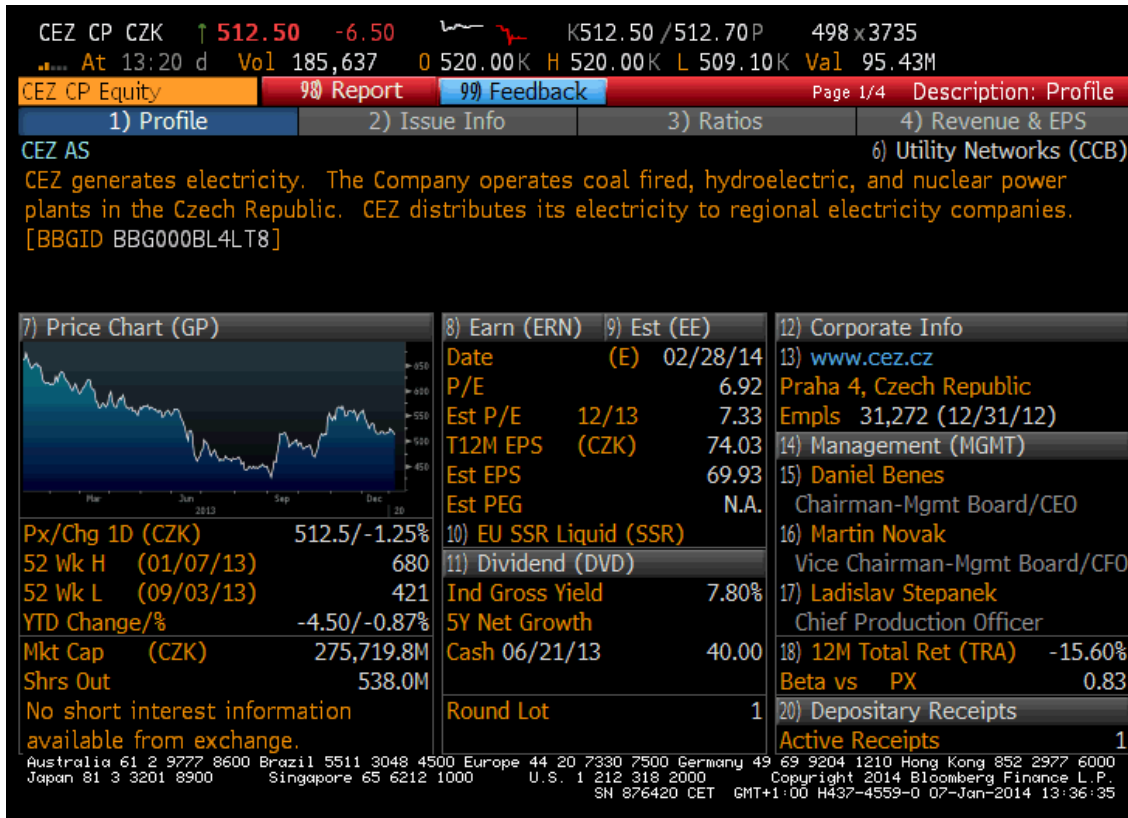 CEZ CP CZK ↑ 512.50 -6.50 K512.50 /512.70P 498 x 3735
At 13:20 d Vol 185,637 O 520.00K H 520.00K L 509.10K Val 95.43M
CEZ CP Equity 98) Report 99) Feedback Page 1/4 Description: Profile
1) Profile 2) Issue Info 3) Ratios 4) Revenue & EPS
CEZ AS 6) Utility Networks (CCB)
CEZ generates electricity. The Company operates coal fired, hydroelectric, and nuclear power
plants in the Czech Republic. CEZ distributes its electricity to regional electricity companies.
[BBGID BBG000BL4LT8]
7) Price Chart (GP)
650
600
550
500
450
Mar Jun Sep Dec
2013 20
Px/Chg 1D (CZK) 512.5/-1.25%
52 Wk H (01/07/13) 680
52 Wk L (09/03/13) 421
YTD Change/% -4.50/-0.87%
Mkt Cap (CZK) 275,719.8M
Shrs Out 538.0M
No short interest information
available from exchange.
8) Earn (ERN) 9) Est (EE)
Date (E) 02/28/14
P/E 6.92
Est P/E 12/13 7.33
T12M EPS (CZK) 74.03
Est EPS 69.93
Est PEG N.A.
10) EU SSR Liquid (SSR)
11) Dividend (DVD)
Ind Gross Yield 7.80%
5Y Net Growth
Cash 06/21/13 40.00
Round Lot 1
12) Corporate Info
13) www.cez.cz
Praha 4, Czech Republic
Empls 31,272 (12/31/12)
14) Management (MGMT)
15) Daniel Benes
Chairman-Mgmt Board/CEO
16) Martin Novak
Vice Chairman-Mgmt Board/CFO
17) Ladislav Stepanek
Chief Production Officer
18) 12M Total Ret (TRA) -15.60%
Beta vs PX 0.83
20) Depositary Receipts
Active Receipts 1
Australia 61 2 9777 8600 Brazil 5511 3048 4500 Europe 44 20 7330 7500 Germany 49 69 9204 1210 Hong Kong 852 2977 6000
Japan 81 3 3201 8900 Singapore 65 6212 1000 U.S. 1 212 318 2000 Copyright 2014 Bloomberg Finance L.P.
SN 876420 CET GMT+1:00 H437-4559-0 07-Jan-2014 13:36:35